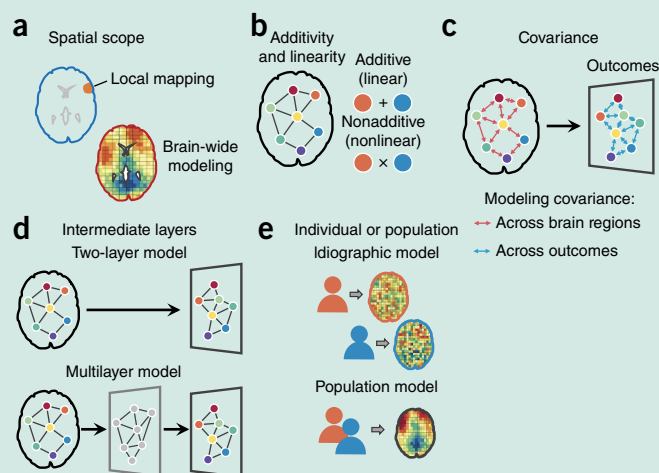 a
Spatial scope
Local mapping
Brain-wide
modeling
b
Additivity
and linearity
Additive
(linear)
+
Nonadditive
(nonlinear)
×
c
Covariance
Outcomes
Modeling covariance:
Across brain regions
Across outcomes
d
Intermediate layers
Two-layer model
Multilayer model
e
Individual or population
Idiographic model
Population model